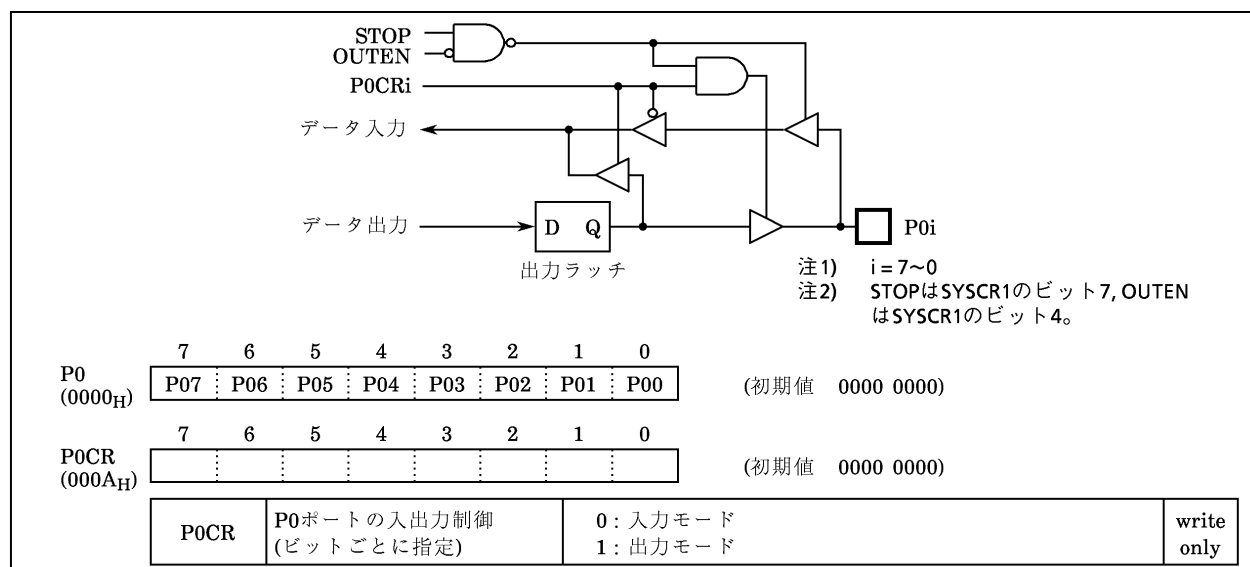 STOP
OUTEN
P0CRi
データ入力
データ出力
D Q
出力ラッチ
P0i
注1) i = 7~0
注2) STOPはSYSCR1のビット7, OUTEN
はSYSCR1のビット4。
7 6 5 4 3 2 1 0
P0
(0000H)
P07 P06 P05 P04 P03 P02 P01 P00
(初期値 0000 0000)
7 6 5 4 3 2 1 0
P0CR
(000AH)
(初期値 0000 0000)
P0CR
P0ポートの入出力制御
(ビットごとに指定)
0 : 入力モード
1 : 出力モード
write
only